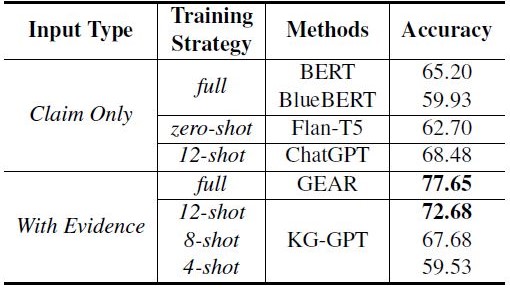 Input Type Training Strategy Methods Accuracy
Claim Only full BERT 65.20
BlueBERT 59.93
zero-shot Flan-T5 62.70
12-shot ChatGPT 68.48
With Evidence full GEAR 77.65
12-shot KG-GPT 72.68
8-shot 67.68
4-shot 59.53